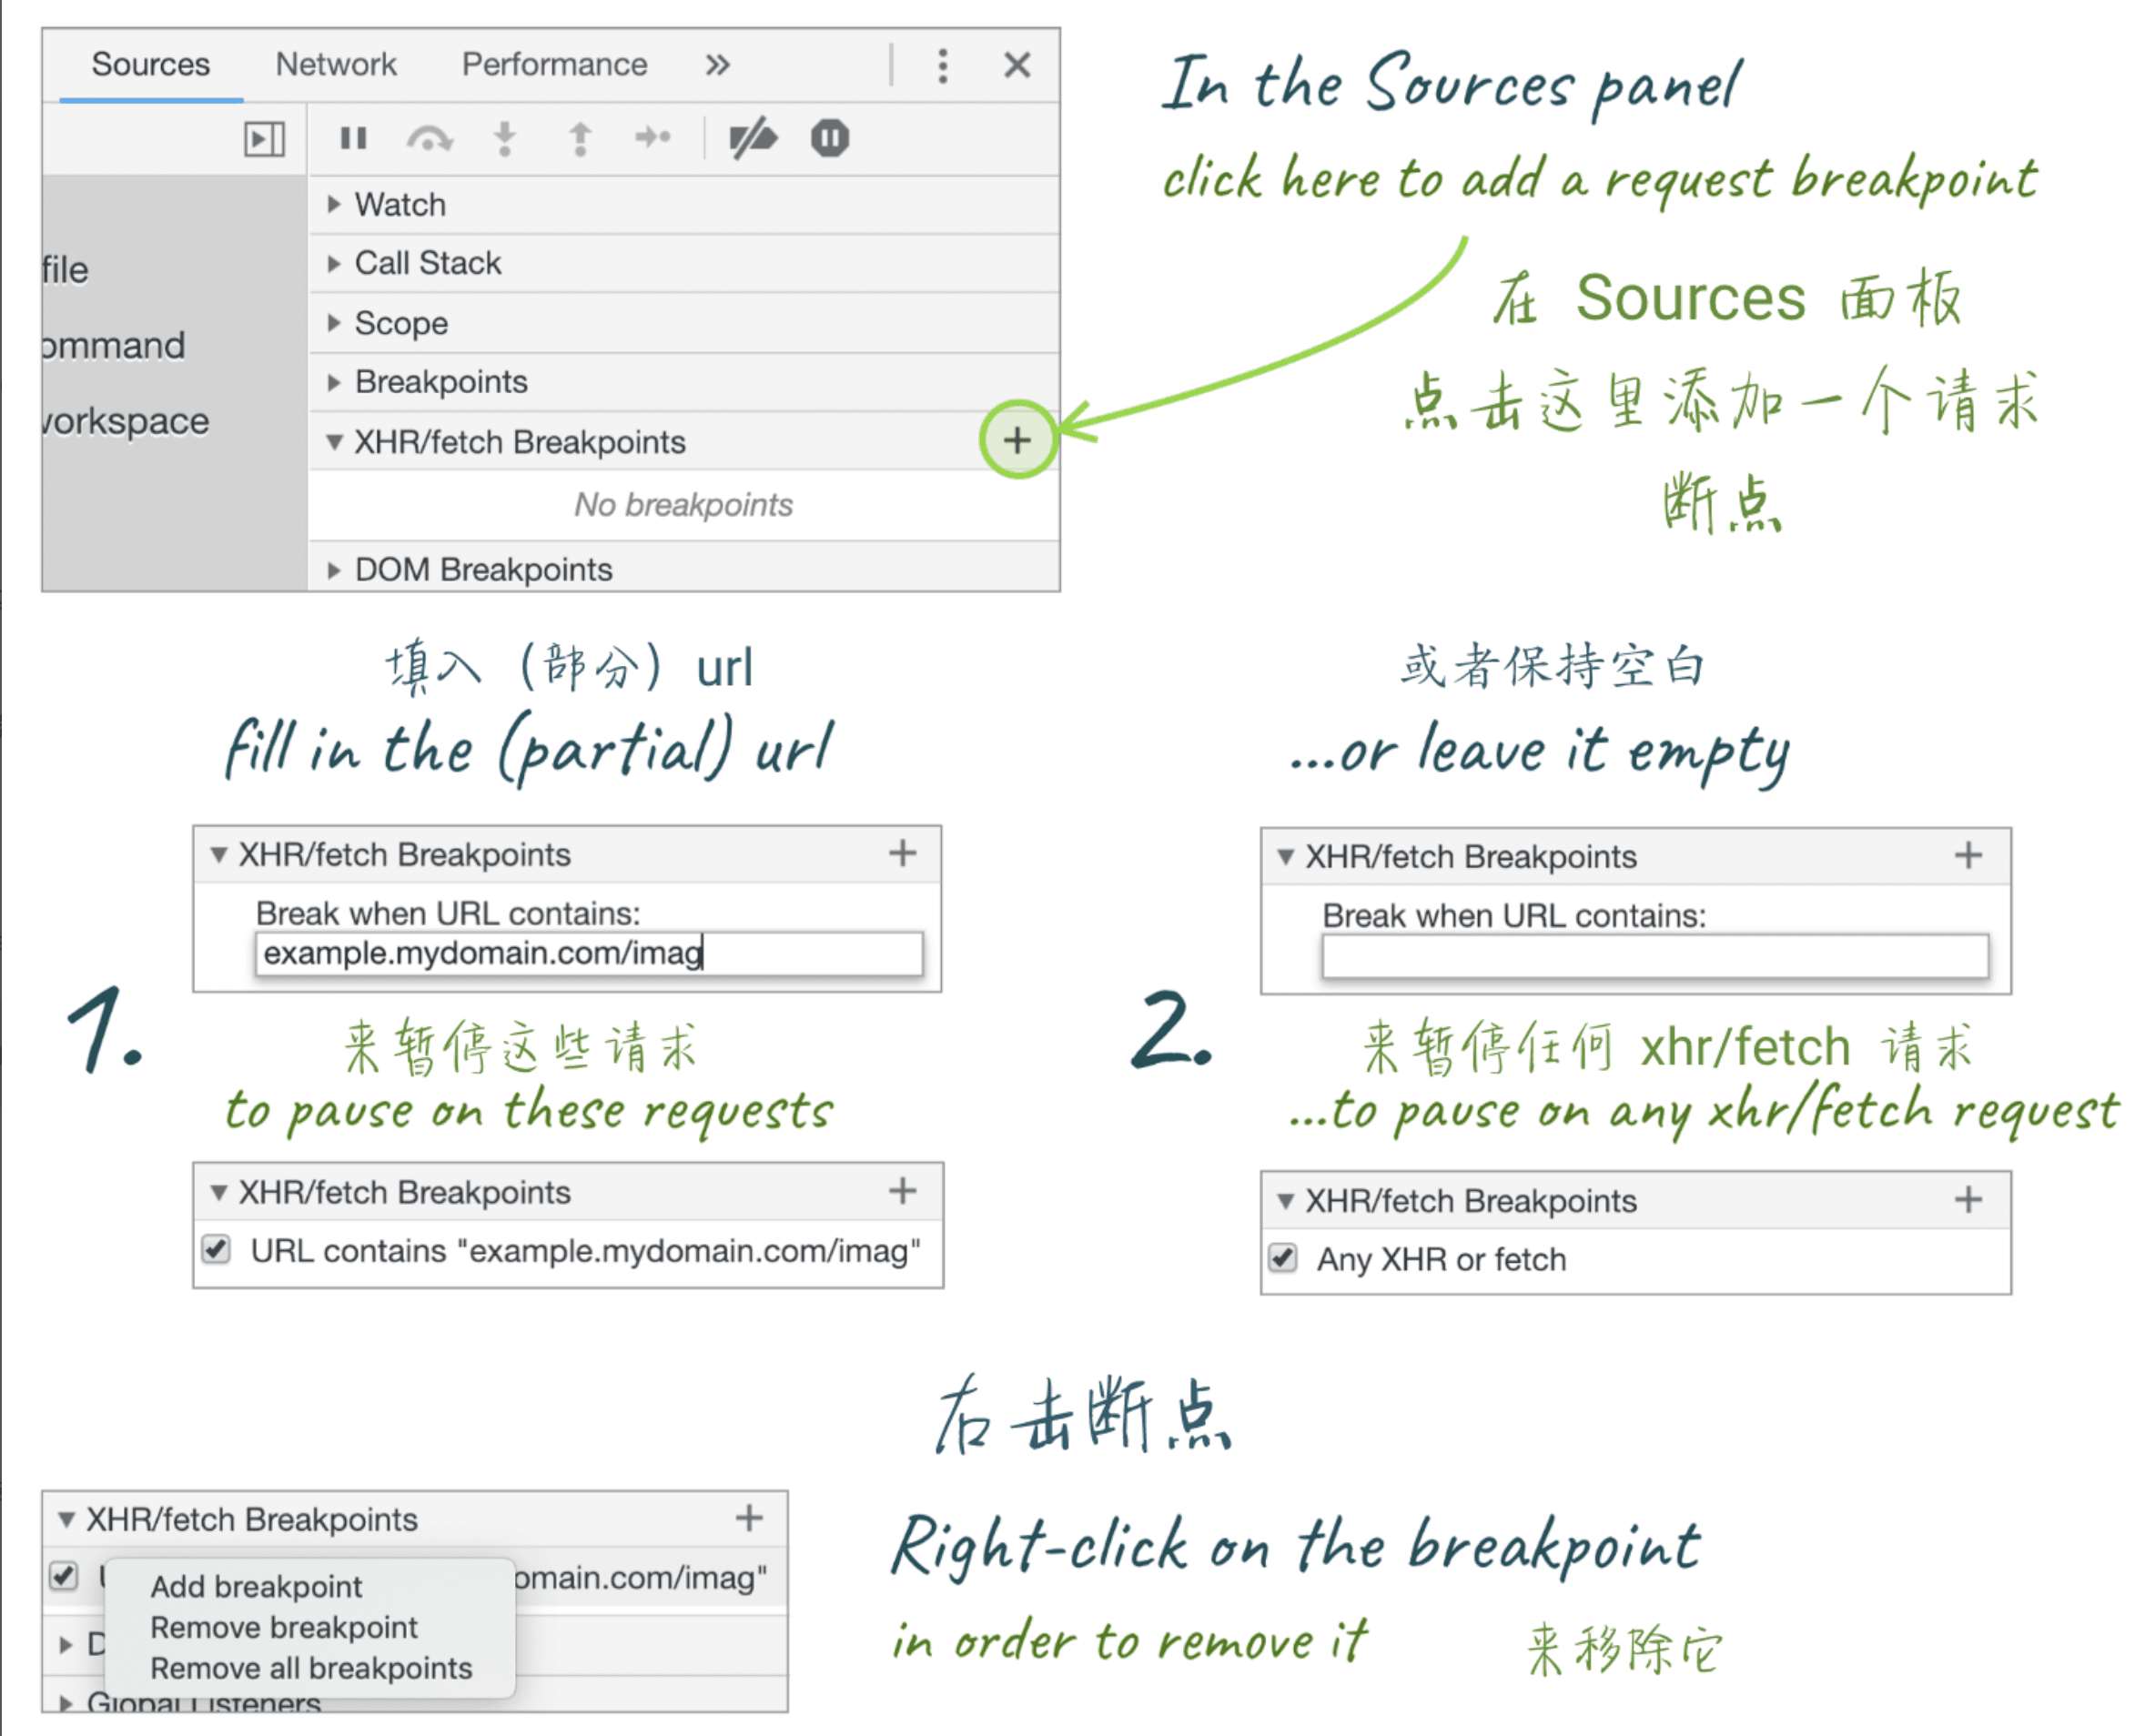 Sources Network Performance »
In the Sources panel
click here to add a request breakpoint
Watch
file
Call Stack
在 Sources 面板
Scope
ommand
Breakpoints
点击这里添加一个请求
workspace
XHR/fetch Breakpoints +
No breakpoints
断点
DOM Breakpoints
填入（部分）url
fill in the (partial) url
XHR/fetch Breakpoints +
Break when URL contains:
example.mydomain.com/imag
1.
来暂停这些请求
to pause on these requests
XHR/fetch Breakpoints +
URL contains "example.mydomain.com/imag"
或者保持空白
...or leave it empty
XHR/fetch Breakpoints +
Break when URL contains:
2.
来暂停任何 xhr/fetch 请求
...to pause on any xhr/fetch request
XHR/fetch Breakpoints +
Any XHR or fetch
右击断点
Right-click on the breakpoint
in order to remove it
来移除它
XHR/fetch Breakpoints +
omain.com/imag"
Add breakpoint
Remove breakpoint
D
Remove all breakpoints
Global Listeners